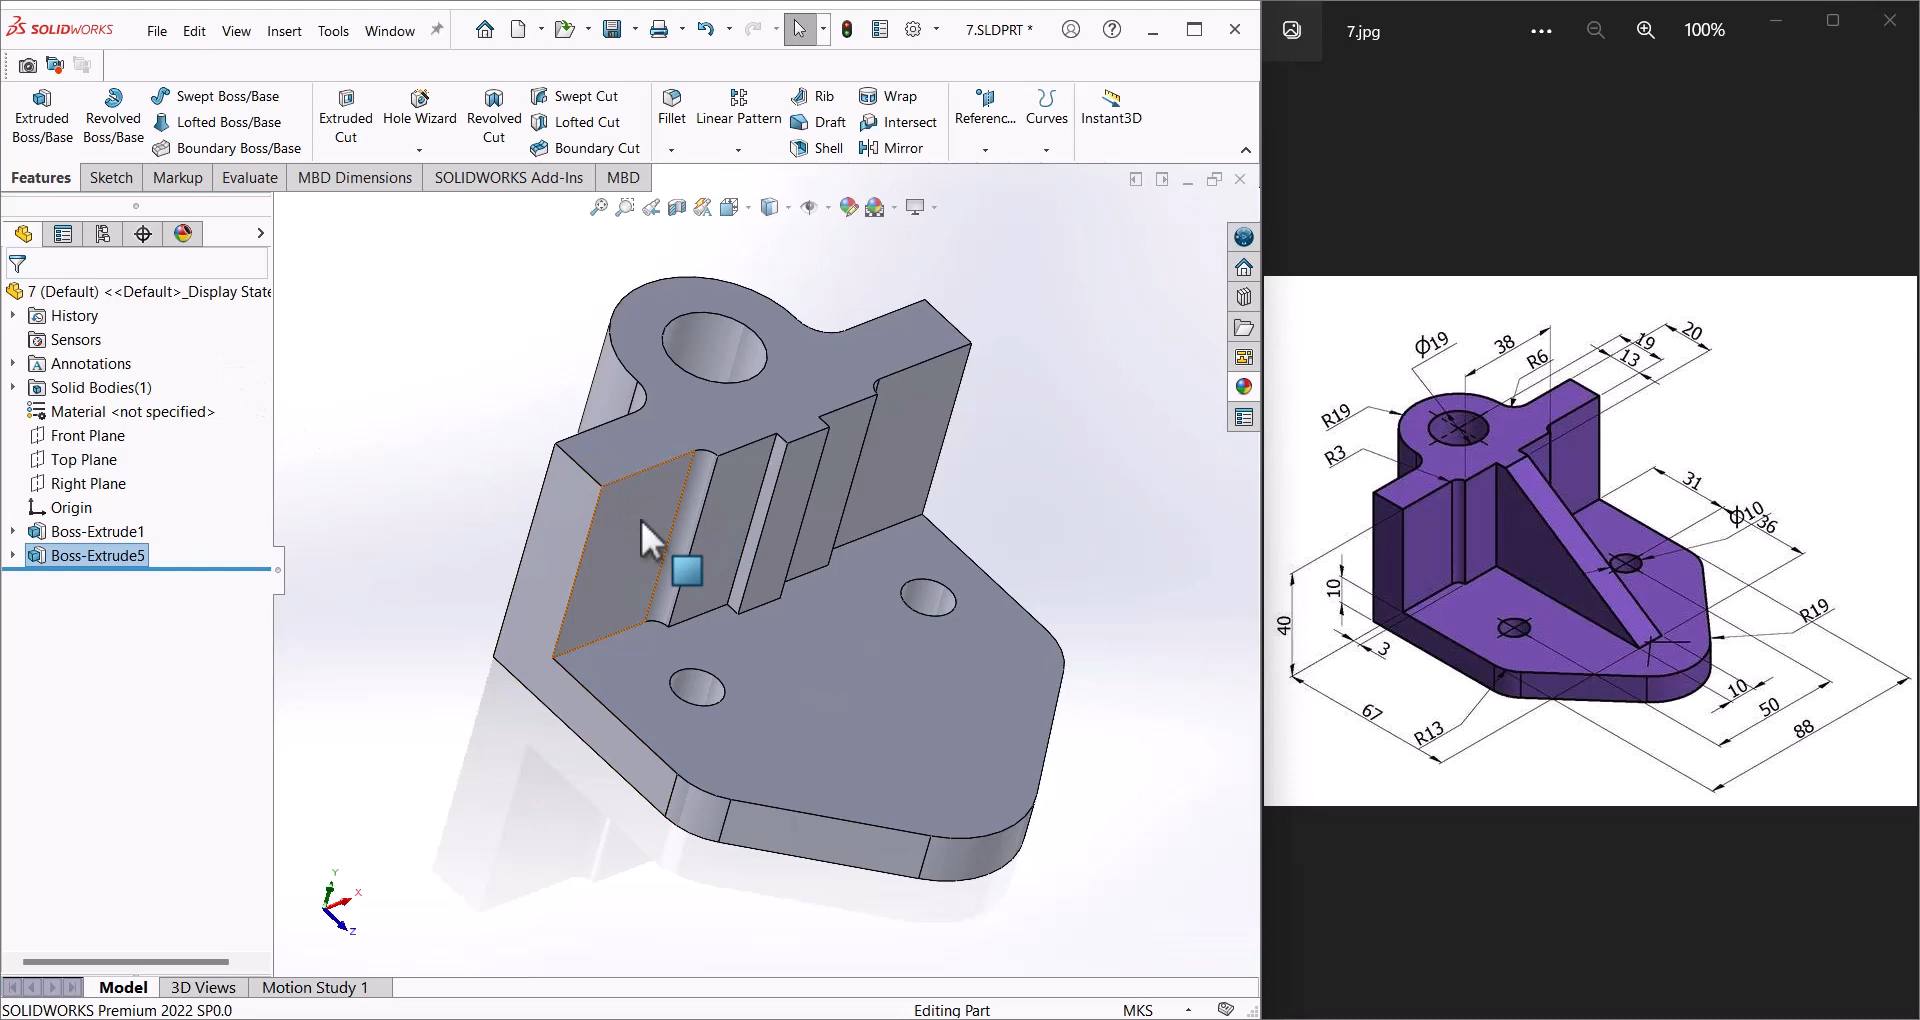 SOLIDWORKS
File Edit View Insert Tools Window
7.SLDPRT *
7.jpg
100%
Extruded Boss/Base
Revolved Boss/Base
Swept Boss/Base
Lofted Boss/Base
Boundary Boss/Base
Extruded Cut
Hole Wizard
Revolved Cut
Swept Cut
Lofted Cut
Boundary Cut
Fillet
Linear Pattern
Rib
Draft
Shell
Wrap
Intersect
Mirror
Referenc...
Curves
Instant3D
Features Sketch Markup Evaluate MBD Dimensions SOLIDWORKS Add-Ins MBD
7 (Default) <<Default>_Display State
History
Sensors
Annotations
Solid Bodies(1)
Material <not specified>
Front Plane
Top Plane
Right Plane
Origin
Boss-Extrude1
Boss-Extrude5
Y
X
Z
Ø19
38
R6
19
13
20
R19
R3
31
Ø10
36
10
40
3
R19
67
R13
10
50
88
Model 3D Views Motion Study 1
SOLIDWORKS Premium 2022 SP0.0
Editing Part
MKS